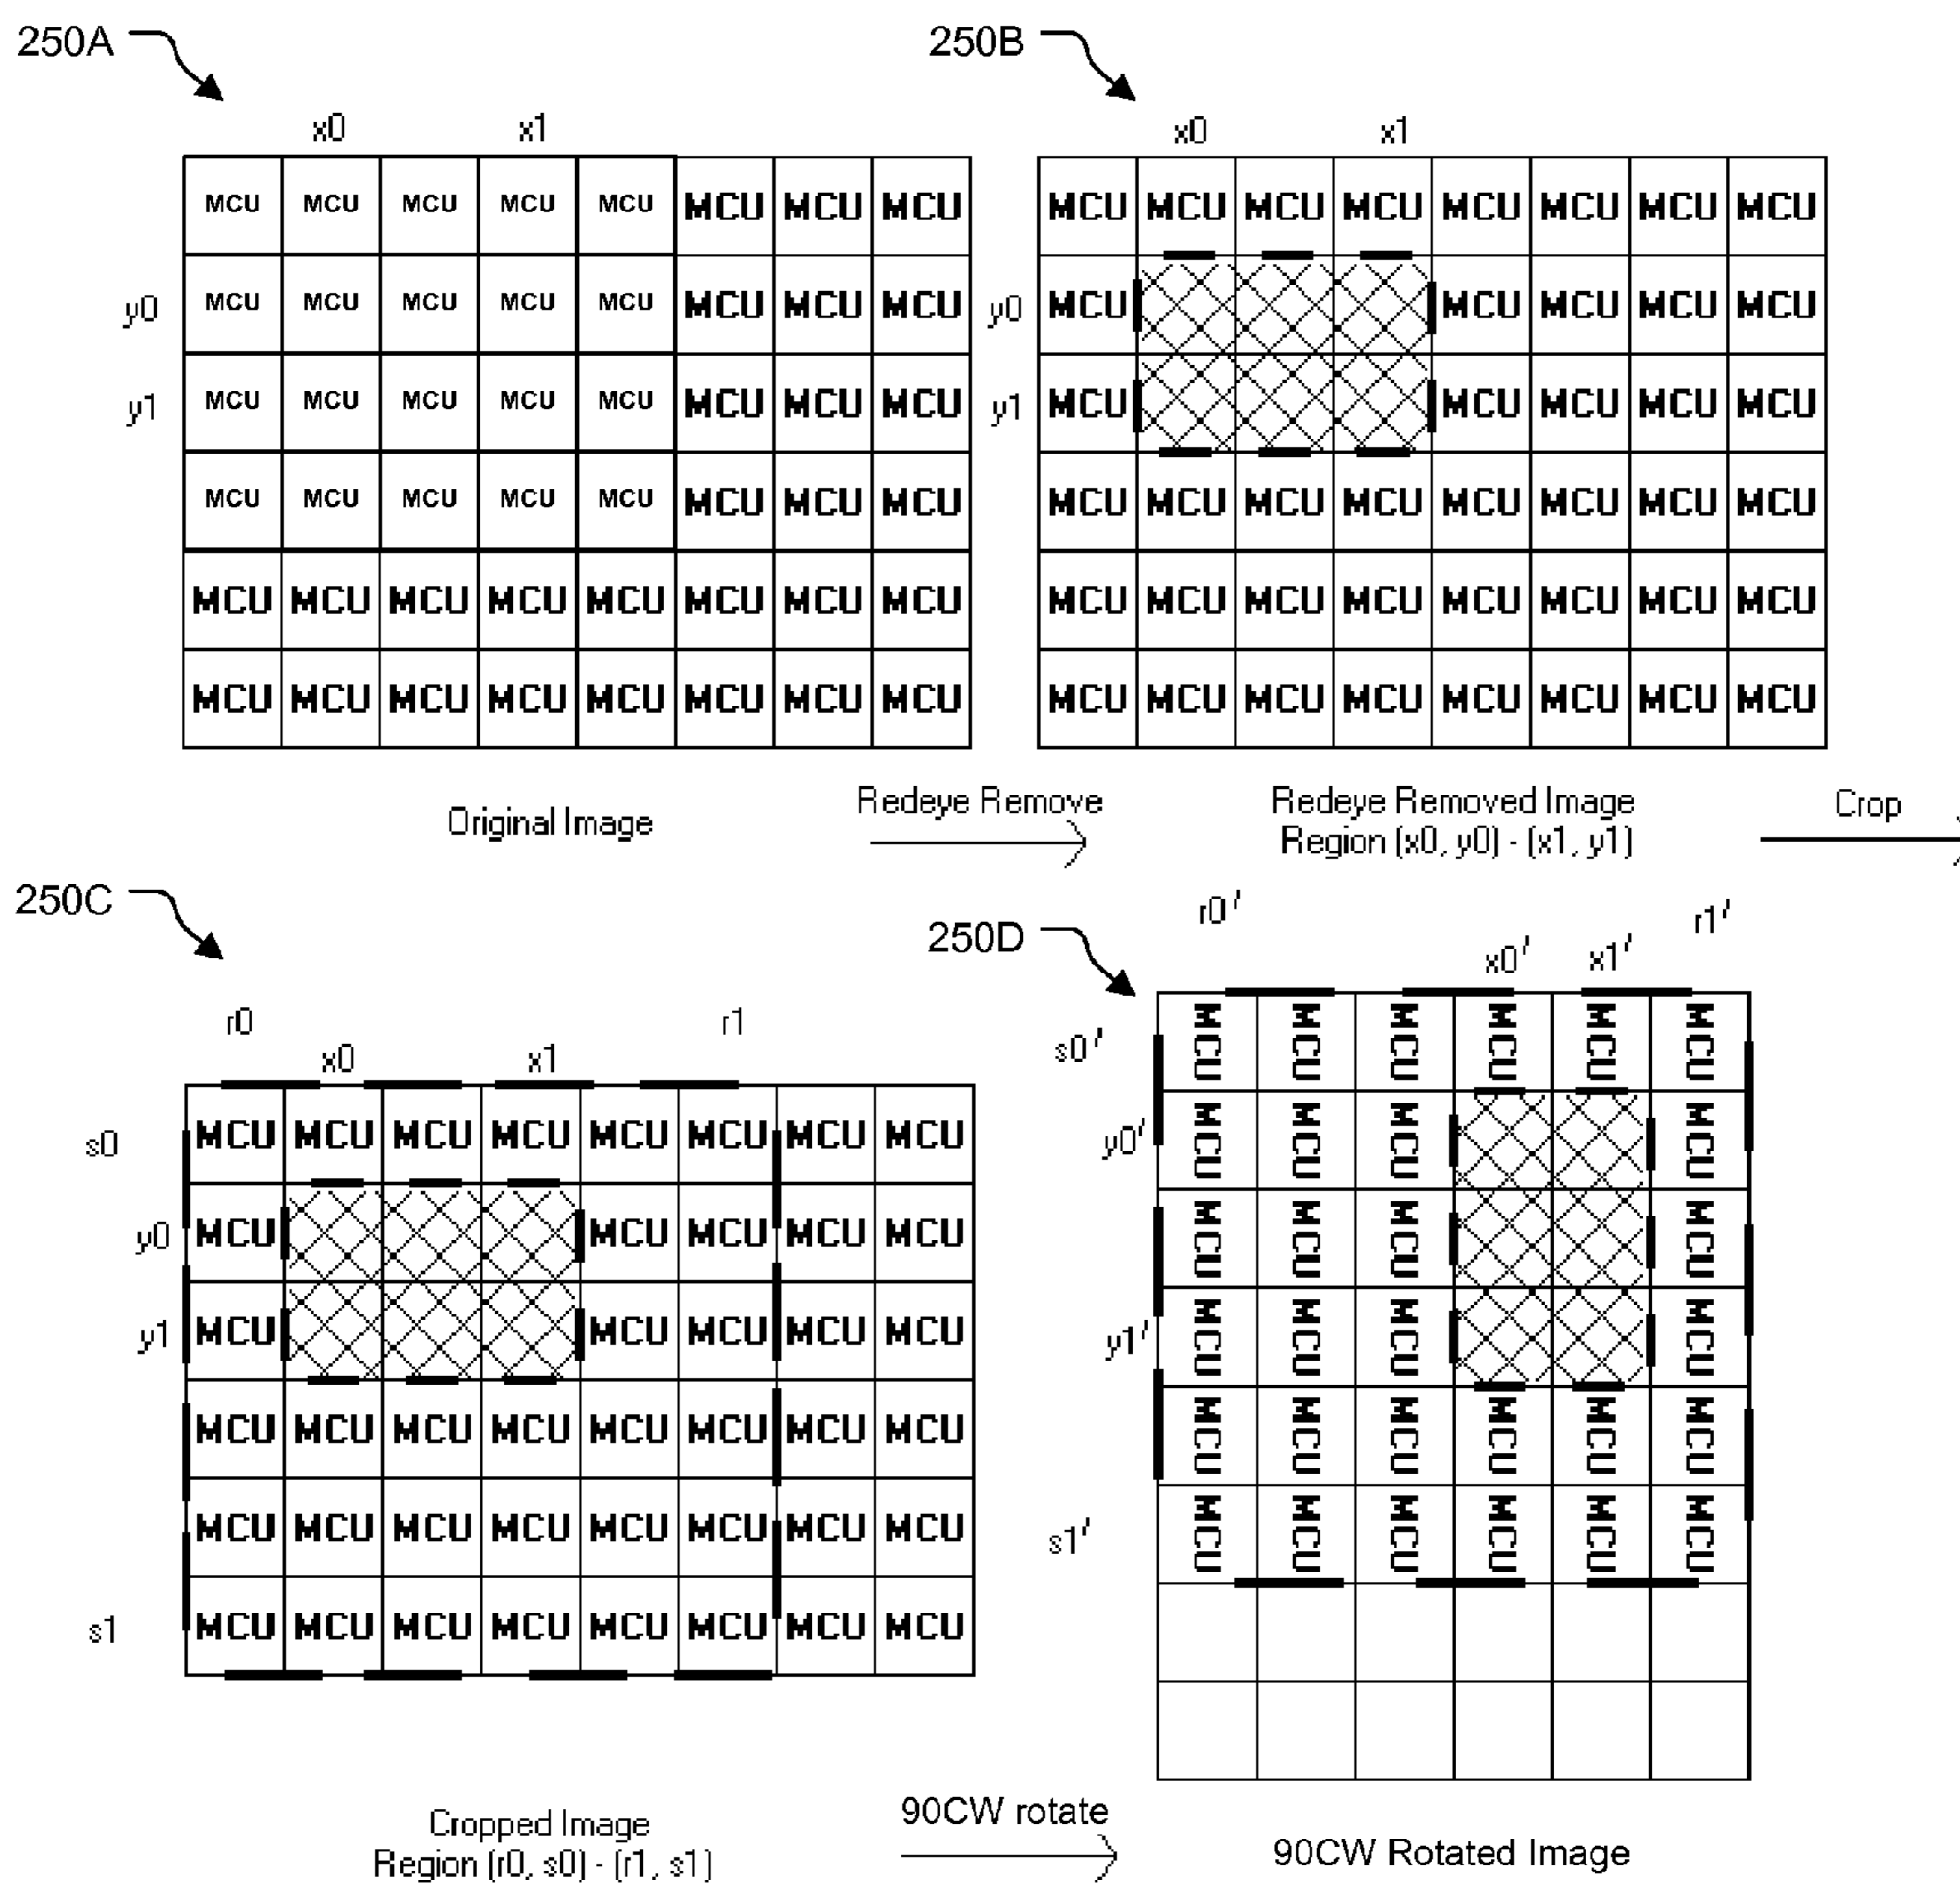 250A
250B
x0 x1
x0 x1
MCU MCU MCU MCU MCU MCU MCU MCU
MCU MCU MCU MCU MCU MCU MCU MCU
y0 MCU MCU MCU MCU MCU MCU MCU MCU
y0 MCU MCU MCU MCU MCU
y1 MCU MCU MCU MCU MCU MCU MCU MCU
y1 MCU MCU MCU MCU MCU
MCU MCU MCU MCU MCU MCU MCU MCU
MCU MCU MCU MCU MCU MCU MCU MCU
MCU MCU MCU MCU MCU MCU MCU MCU
MCU MCU MCU MCU MCU MCU MCU MCU
MCU MCU MCU MCU MCU MCU MCU MCU
MCU MCU MCU MCU MCU MCU MCU MCU
Original Image
Redeye Remove
Redeye Removed Image
Region (x0, y0) - (x1, y1)
Crop
250C
r0 r1
x0 x1
s0 MCU MCU MCU MCU MCU MCU MCU MCU
y0 MCU MCU MCU MCU MCU
y1 MCU MCU MCU MCU MCU
MCU MCU MCU MCU MCU MCU MCU MCU
MCU MCU MCU MCU MCU MCU MCU MCU
s1 MCU MCU MCU MCU MCU MCU MCU MCU
Cropped Image
Region (r0, s0) - (r1, s1)
90CW rotate
250D
r0' r1'
x0' x1'
s0' MCU MCU MCU MCU MCU MCU
y0' MCU MCU MCU MCU
MCU MCU MCU MCU
y1' MCU MCU MCU MCU
MCU MCU MCU MCU MCU MCU
s1' MCU MCU MCU MCU MCU MCU
90CW Rotated Image